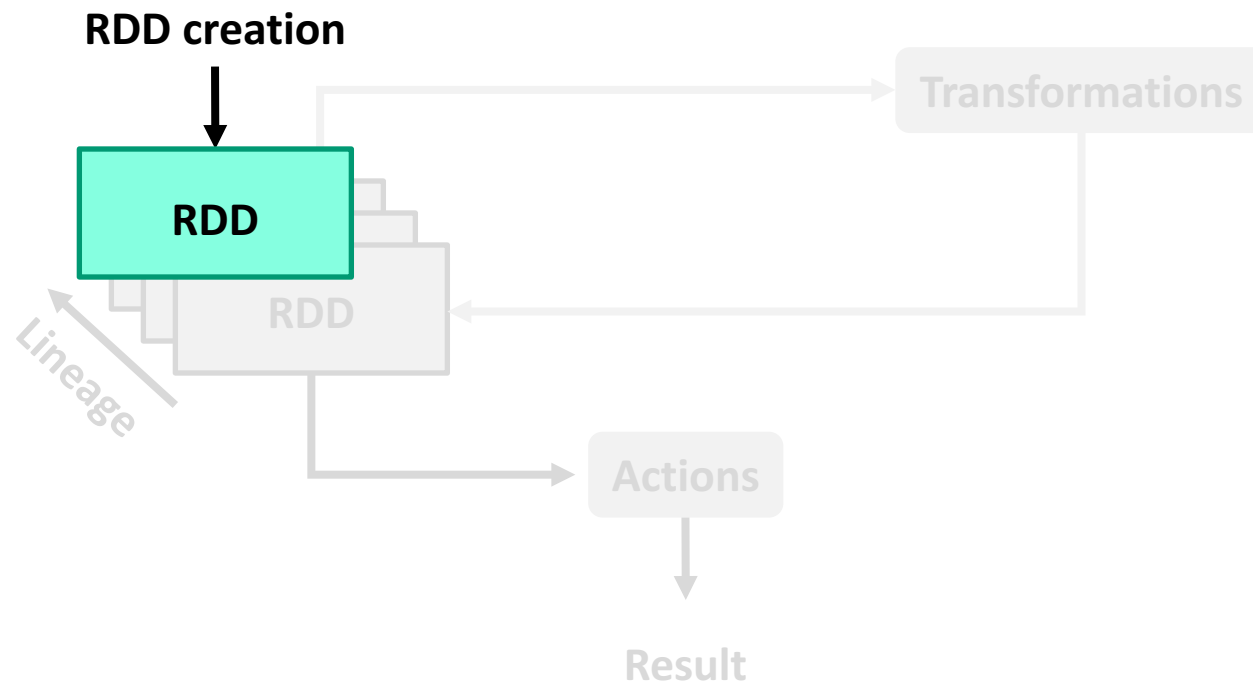 RDD creation
Transformations
RDD
RDD
Lineage
Actions
Result